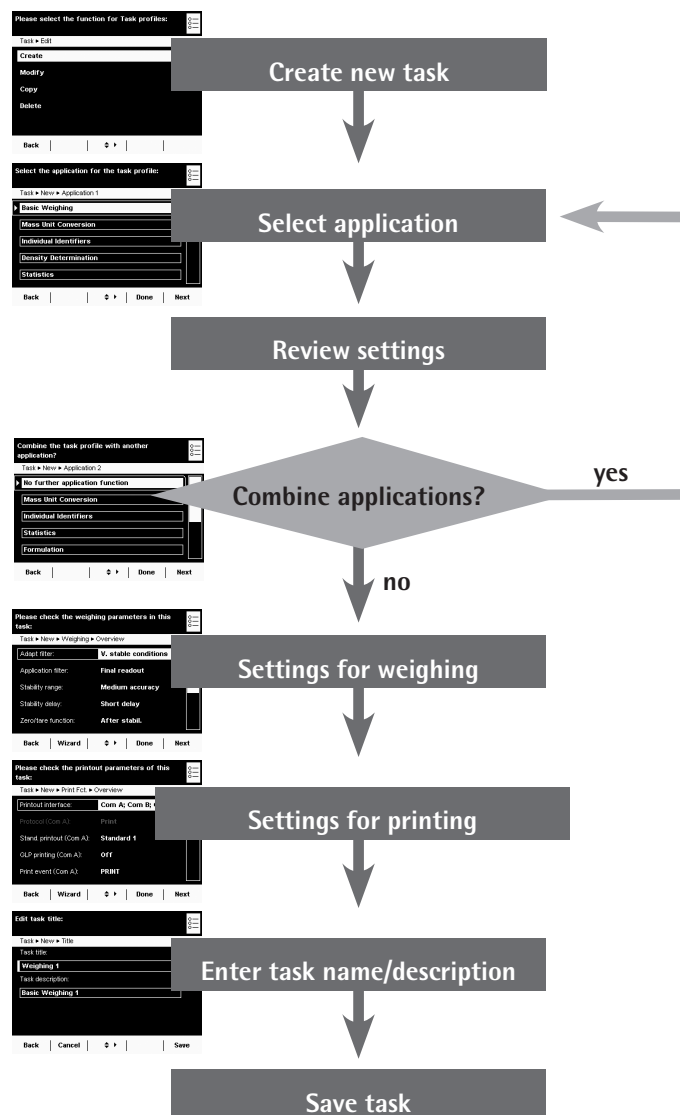 Please select the function for Task profiles:
Task ▸ Edit
Create
Modify
Copy
Delete
Back
Create new task
Select the application for the task profile:
Task ▸ New ▸ Application 1
Basic Weighing
Mass Unit Conversion
Individual Identifiers
Density Determination
Statistics
Back Done Next
Select application
Review settings
Combine the task profile with another
application?
Task ▸ New ▸ Application 2
No further application function
Mass Unit Conversion
Individual Identifiers
Statistics
Formulation
Back Done Next
Combine applications?
yes
no
Please check the weighing parameters in this
task:
Task ▸ New ▸ Weighing ▸ Overview
Adapt filter: V. stable conditions
Application filter: Final readout
Stability range: Medium accuracy
Stability delay: Short delay
Zero/tare function: After stabil.
Back Wizard Done Next
Settings for weighing
Please check the printout parameters of this
task:
Task ▸ New ▸ Print Fct. ▸ Overview
Printout interface: Com A; Com B;
Protocol (Com A): Print
Stand. printout (Com A): Standard 1
GLP printing (Com A): Off
Print event (Com A): PRINT
Back Wizard Done Next
Settings for printing
Edit task title:
Task ▸ New ▸ Title
Task title:
Weighing 1
Task description:
Basic Weighing 1
Back Cancel Save
Enter task name/description
Save task